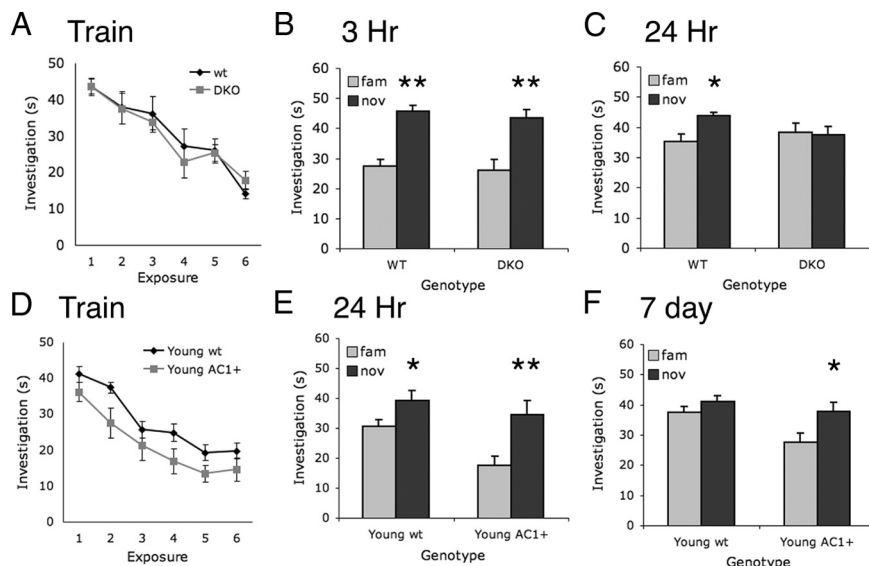 A Train
50
40
30
20
10
0
Investigation (s)
wt
DKO
1 2 3 4 5 6
Exposure
B 3 Hr
60
50
40
30
20
10
0
Investigation (s)
fam
nov
** **
WT DKO
Genotype
C 24 Hr
60
50
40
30
20
10
0
Investigation (s)
fam
nov
*
WT DKO
Genotype
D Train
50
40
30
20
10
0
Investigation (s)
Young wt
Young AC1+
1 2 3 4 5 6
Exposure
E 24 Hr
60
50
40
30
20
10
0
Investigation (s)
fam
nov
* **
Young wt Young AC1+
Genotype
F 7 day
60
50
40
30
20
10
0
Investigation (s)
fam
nov
*
Young wt Young AC1+
Genotype